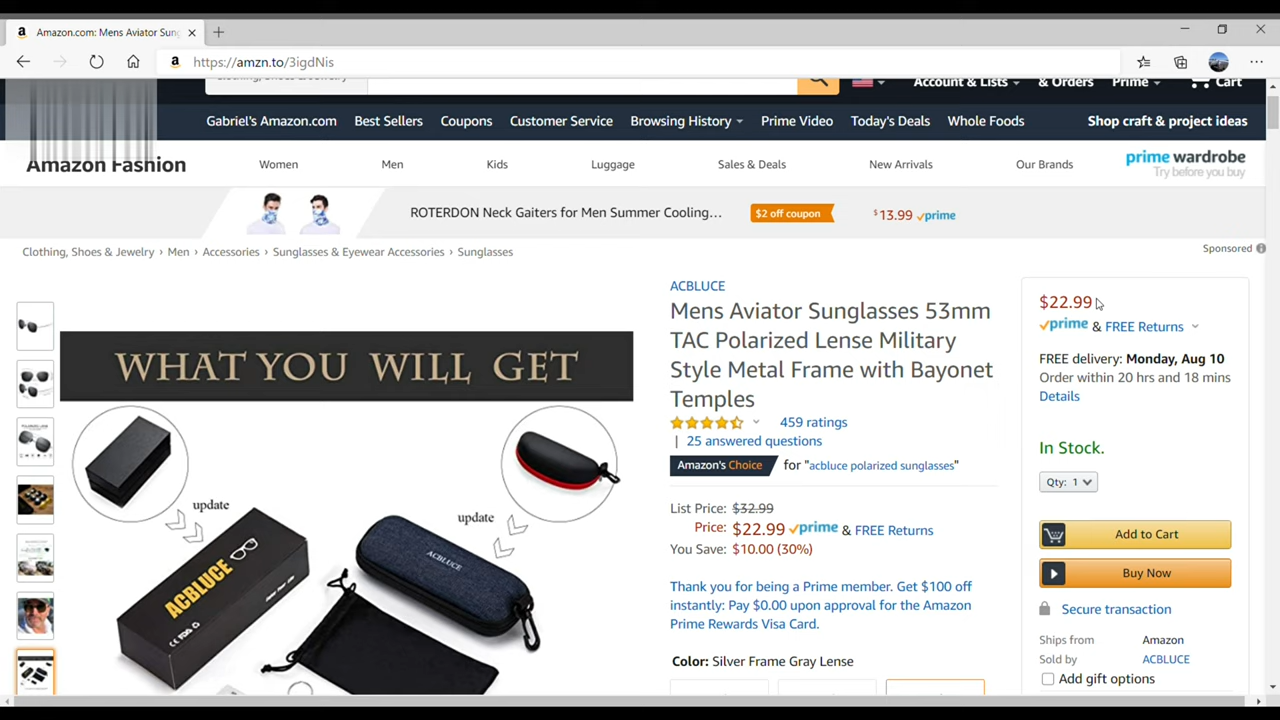 Amazon.com: Mens Aviator Sung
https://amzn.to/3igdNis
Clothing, Shoes & Jewelry
Account & Lists & Orders Prime Cart
Gabriel's Amazon.com Best Sellers Coupons Customer Service Browsing History Prime Video Today's Deals Whole Foods Shop craft & project ideas
Amazon Fashion Women Men Kids Luggage Sales & Deals New Arrivals Our Brands prime wardrobe
Try before you buy
ROTERDON Neck Gaiters for Men Summer Cooling... $2 off coupon $13.99 prime
Sponsored
Clothing, Shoes & Jewelry › Men › Accessories › Sunglasses & Eyewear Accessories › Sunglasses
WHAT YOU WILL GET
update
update
ACBLUCE
ACBLUCE
ACBLUCE
Mens Aviator Sunglasses 53mm
TAC Polarized Lense Military
Style Metal Frame with Bayonet
Temples
459 ratings
| 25 answered questions
Amazon's Choice for "acbluce polarized sunglasses"
List Price: $32.99
Price: $22.99 prime & FREE Returns
You Save: $10.00 (30%)
Thank you for being a Prime member. Get $100 off
instantly: Pay $0.00 upon approval for the Amazon
Prime Rewards Visa Card.
Color: Silver Frame Gray Lense
$22.99
prime & FREE Returns
FREE delivery: Monday, Aug 10
Order within 20 hrs and 18 mins
Details
In Stock.
Qty: 1
Add to Cart
Buy Now
Secure transaction
Ships from Amazon
Sold by ACBLUCE
Add gift options